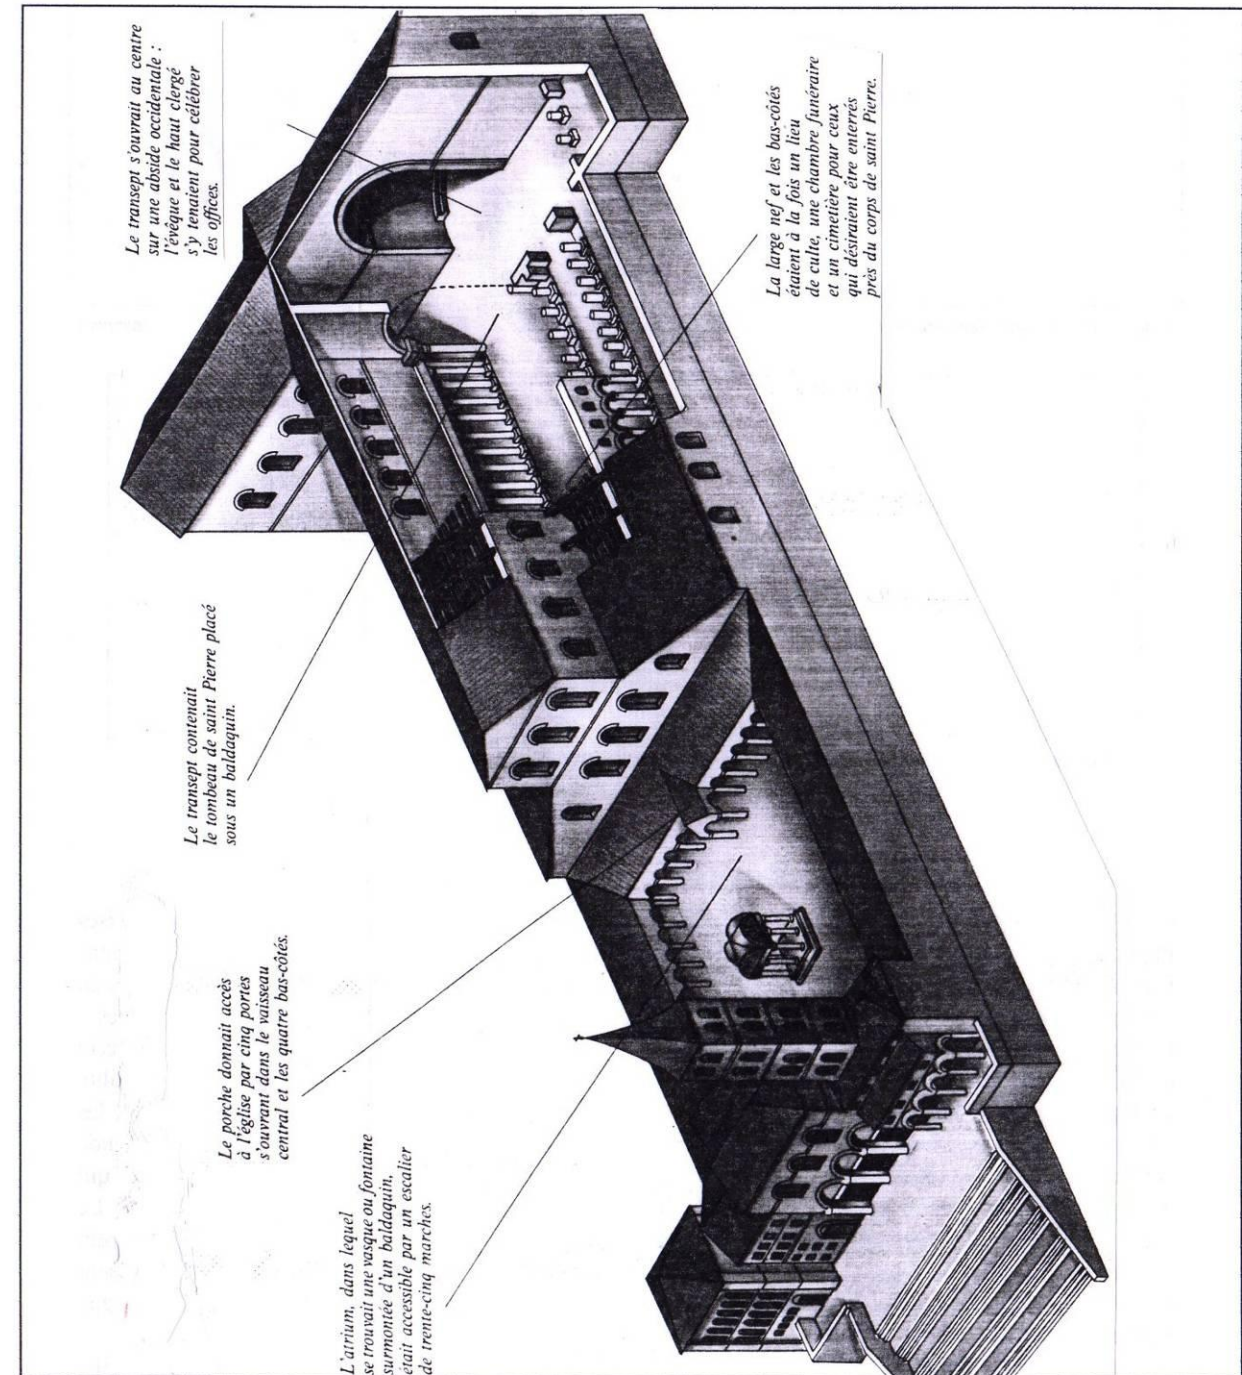 Le transept s'ouvrait au centre
sur une abside occidentale :
l'évêque et le haut clergé
s'y tenaient pour célébrer
les offices.
La large nef et les bas-côtés
étaient à la fois un lieu
de culte, une chambre funéraire
et un cimetière pour ceux
qui désiraient être enterrés
près du corps de saint Pierre.
Le transept contenait
le tombeau de saint Pierre placé
sous un baldaquin.
Le porche donnait accès
à l'église par cinq portes
s'ouvrant dans le vaisseau
central et les quatre bas-côtés.
L'atrium, dans lequel
se trouvait une vasque ou fontaine
surmontée d'un baldaquin,
était accessible par un escalier
de trente-cinq marches.